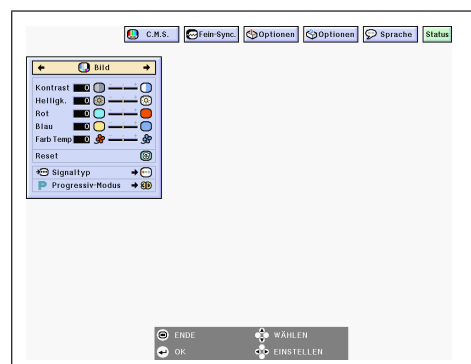 C.M.S. Fein-Sync. Optionen Optionen Sprache Status
Bild
Kontrast 0
Helligk. 0
Rot 0
Blau 0
Farb Temp 0
Reset
Signaltyp
P Progressiv-Modus
ENDE WÄHLEN
OK EINSTELLEN